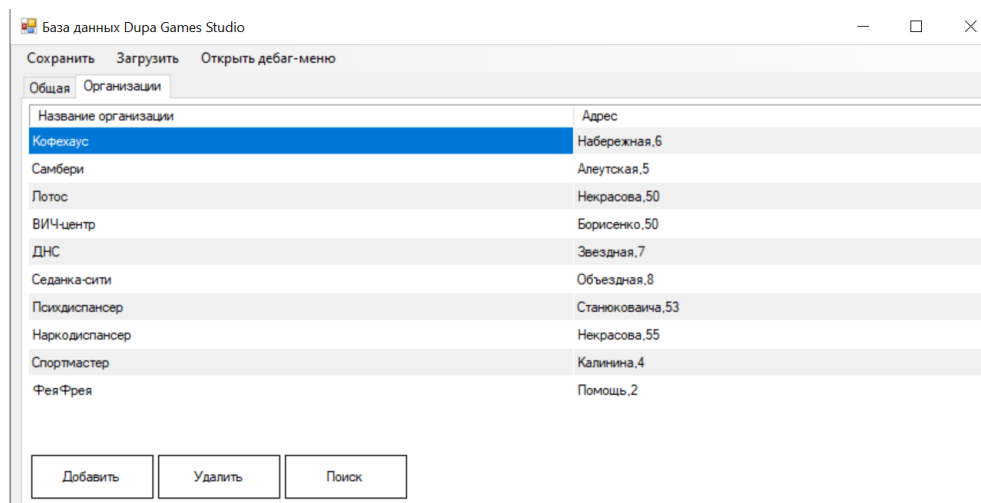 База данных Dupa Games Studio
Сохранить Загрузить Открыть дебаг-меню
Общая Организации
Название организации Адрес
Кофехаус Набережная,6
Самбери Алеутская,5
Лотос Некрасова,50
ВИЧ-центр Борисенко,50
ДНС Звездная,7
Седанка-сити Объездная,8
Психдиспансер Станюковаича,53
Наркодиспансер Некрасова,55
Спортмастер Калинина,4
ФеяФрея Помощь,2
Добавить Удалить Поиск